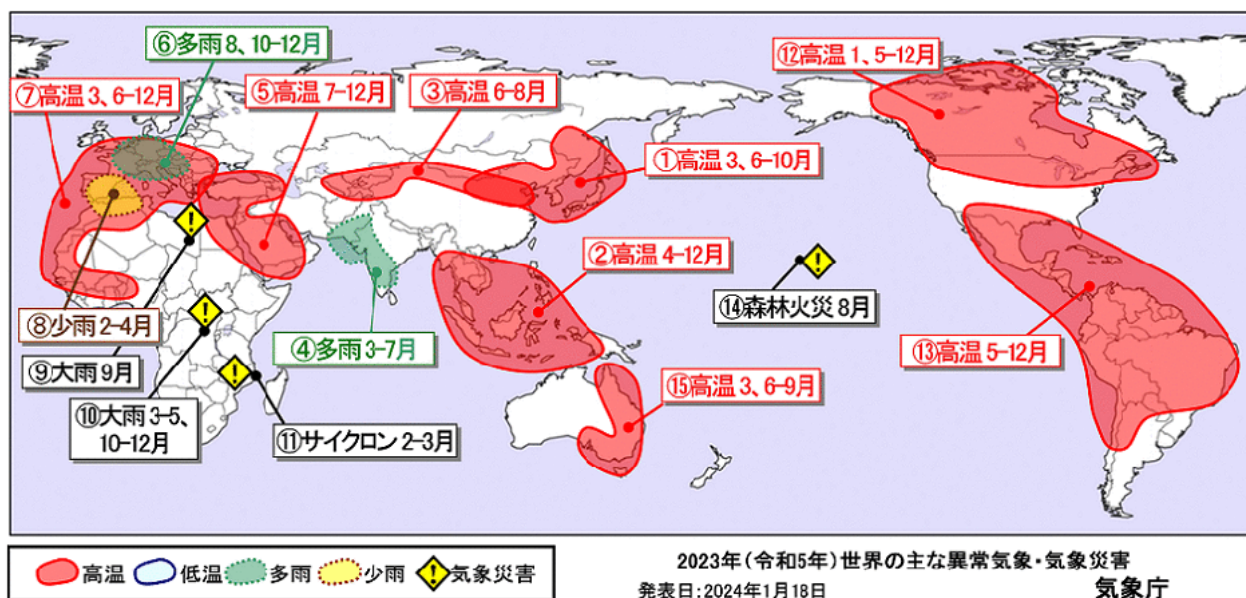 ⑥多雨 8、10-12月
⑫高温 1、5-12月
⑦高温 3、6-12月
⑤高温 7-12月
③高温 6-8月
①高温 3、6-10月
②高温 4-12月
⑭森林火災 8月
⑧少雨 2-4月
④多雨 3-7月
⑬高温 5-12月
⑨大雨 9月
⑮高温 3、6-9月
⑩大雨 3-5、
10-12月
⑪サイクロン 2-3月
高温 低温 多雨 少雨 気象災害
2023年(令和5年)世界の主な異常気象・気象災害
発表日:2024年1月18日
気象庁